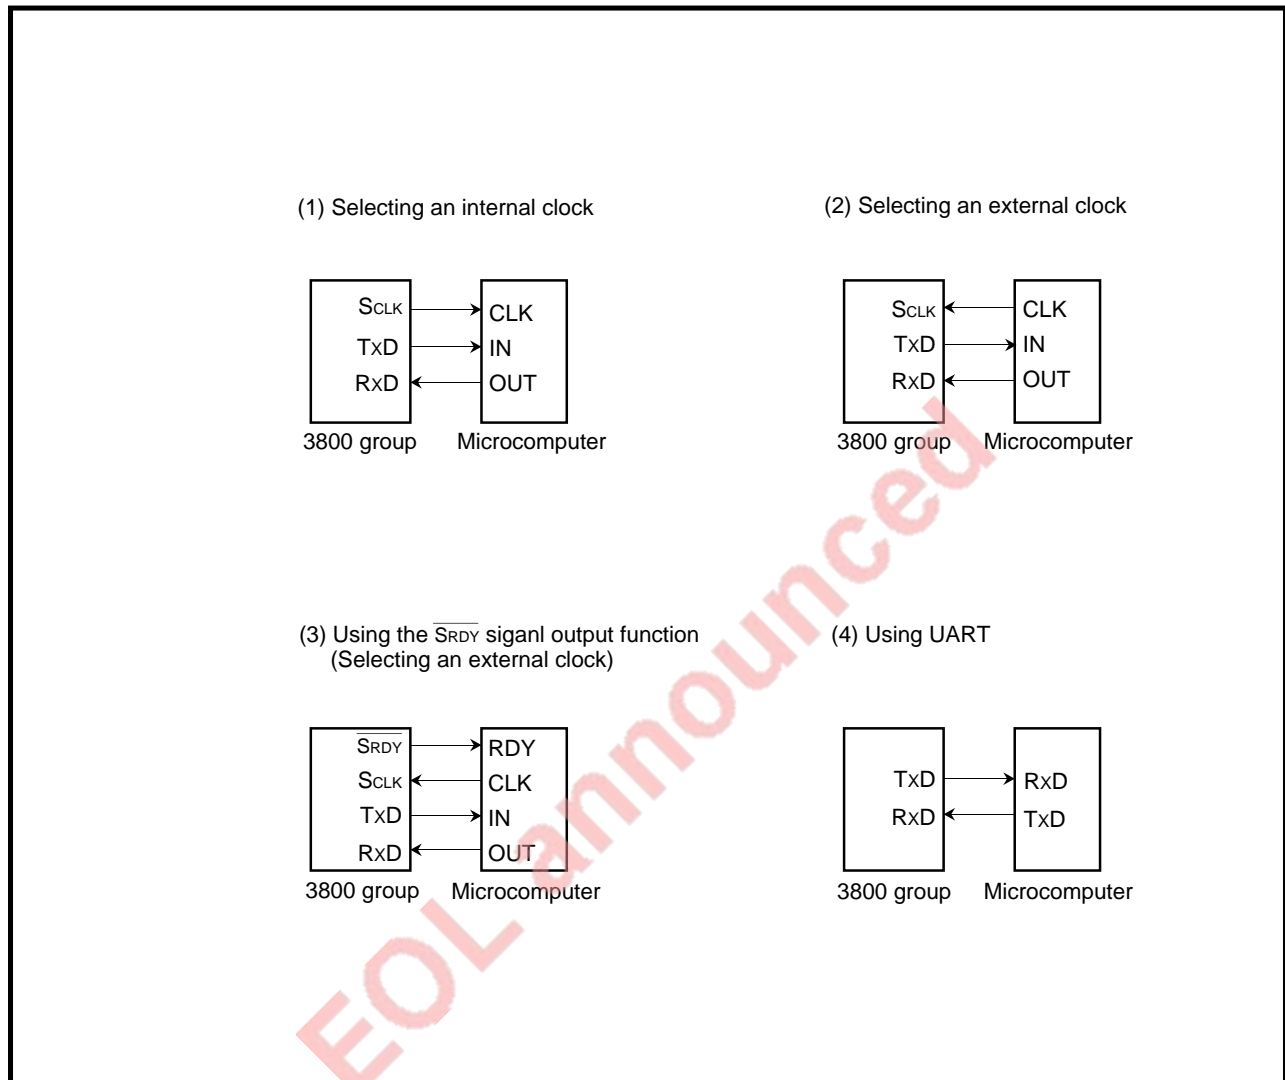 (1) Selecting an internal clock
SCLK CLK
TxD IN
RxD OUT
3800 group Microcomputer
(2) Selecting an external clock
SCLK CLK
TxD IN
RxD OUT
3800 group Microcomputer
(3) Using the SRDY siganl output function
(Selecting an external clock)
SRDY RDY
SCLK CLK
TxD IN
RxD OUT
3800 group Microcomputer
(4) Using UART
TxD RxD
RxD TxD
3800 group Microcomputer
EOL announced